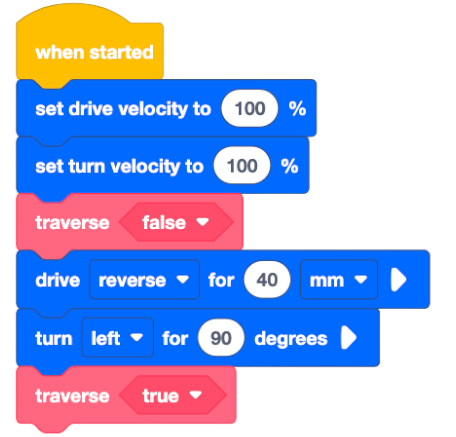 when started
set drive velocity to 100 %
set turn velocity to 100 %
traverse false
drive reverse for 40 mm
turn left for 90 degrees
traverse true